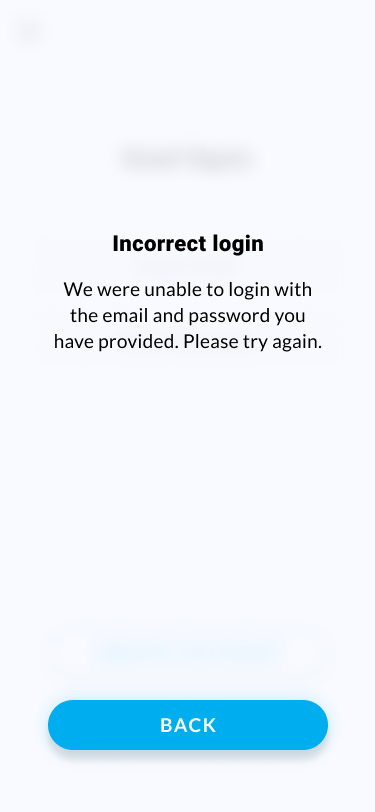 Incorrect login
We were unable to login with
the email and password you
have provided. Please try again.
BACK